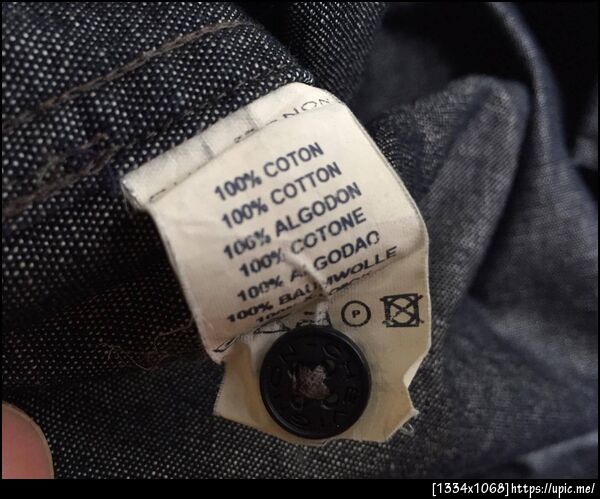 100% COTON
100% COTTON
100% ALGODON
100% COTONE
100% ALGODAO
100% BAUMWOLLE
P
[1334x1068]https://upic.me/